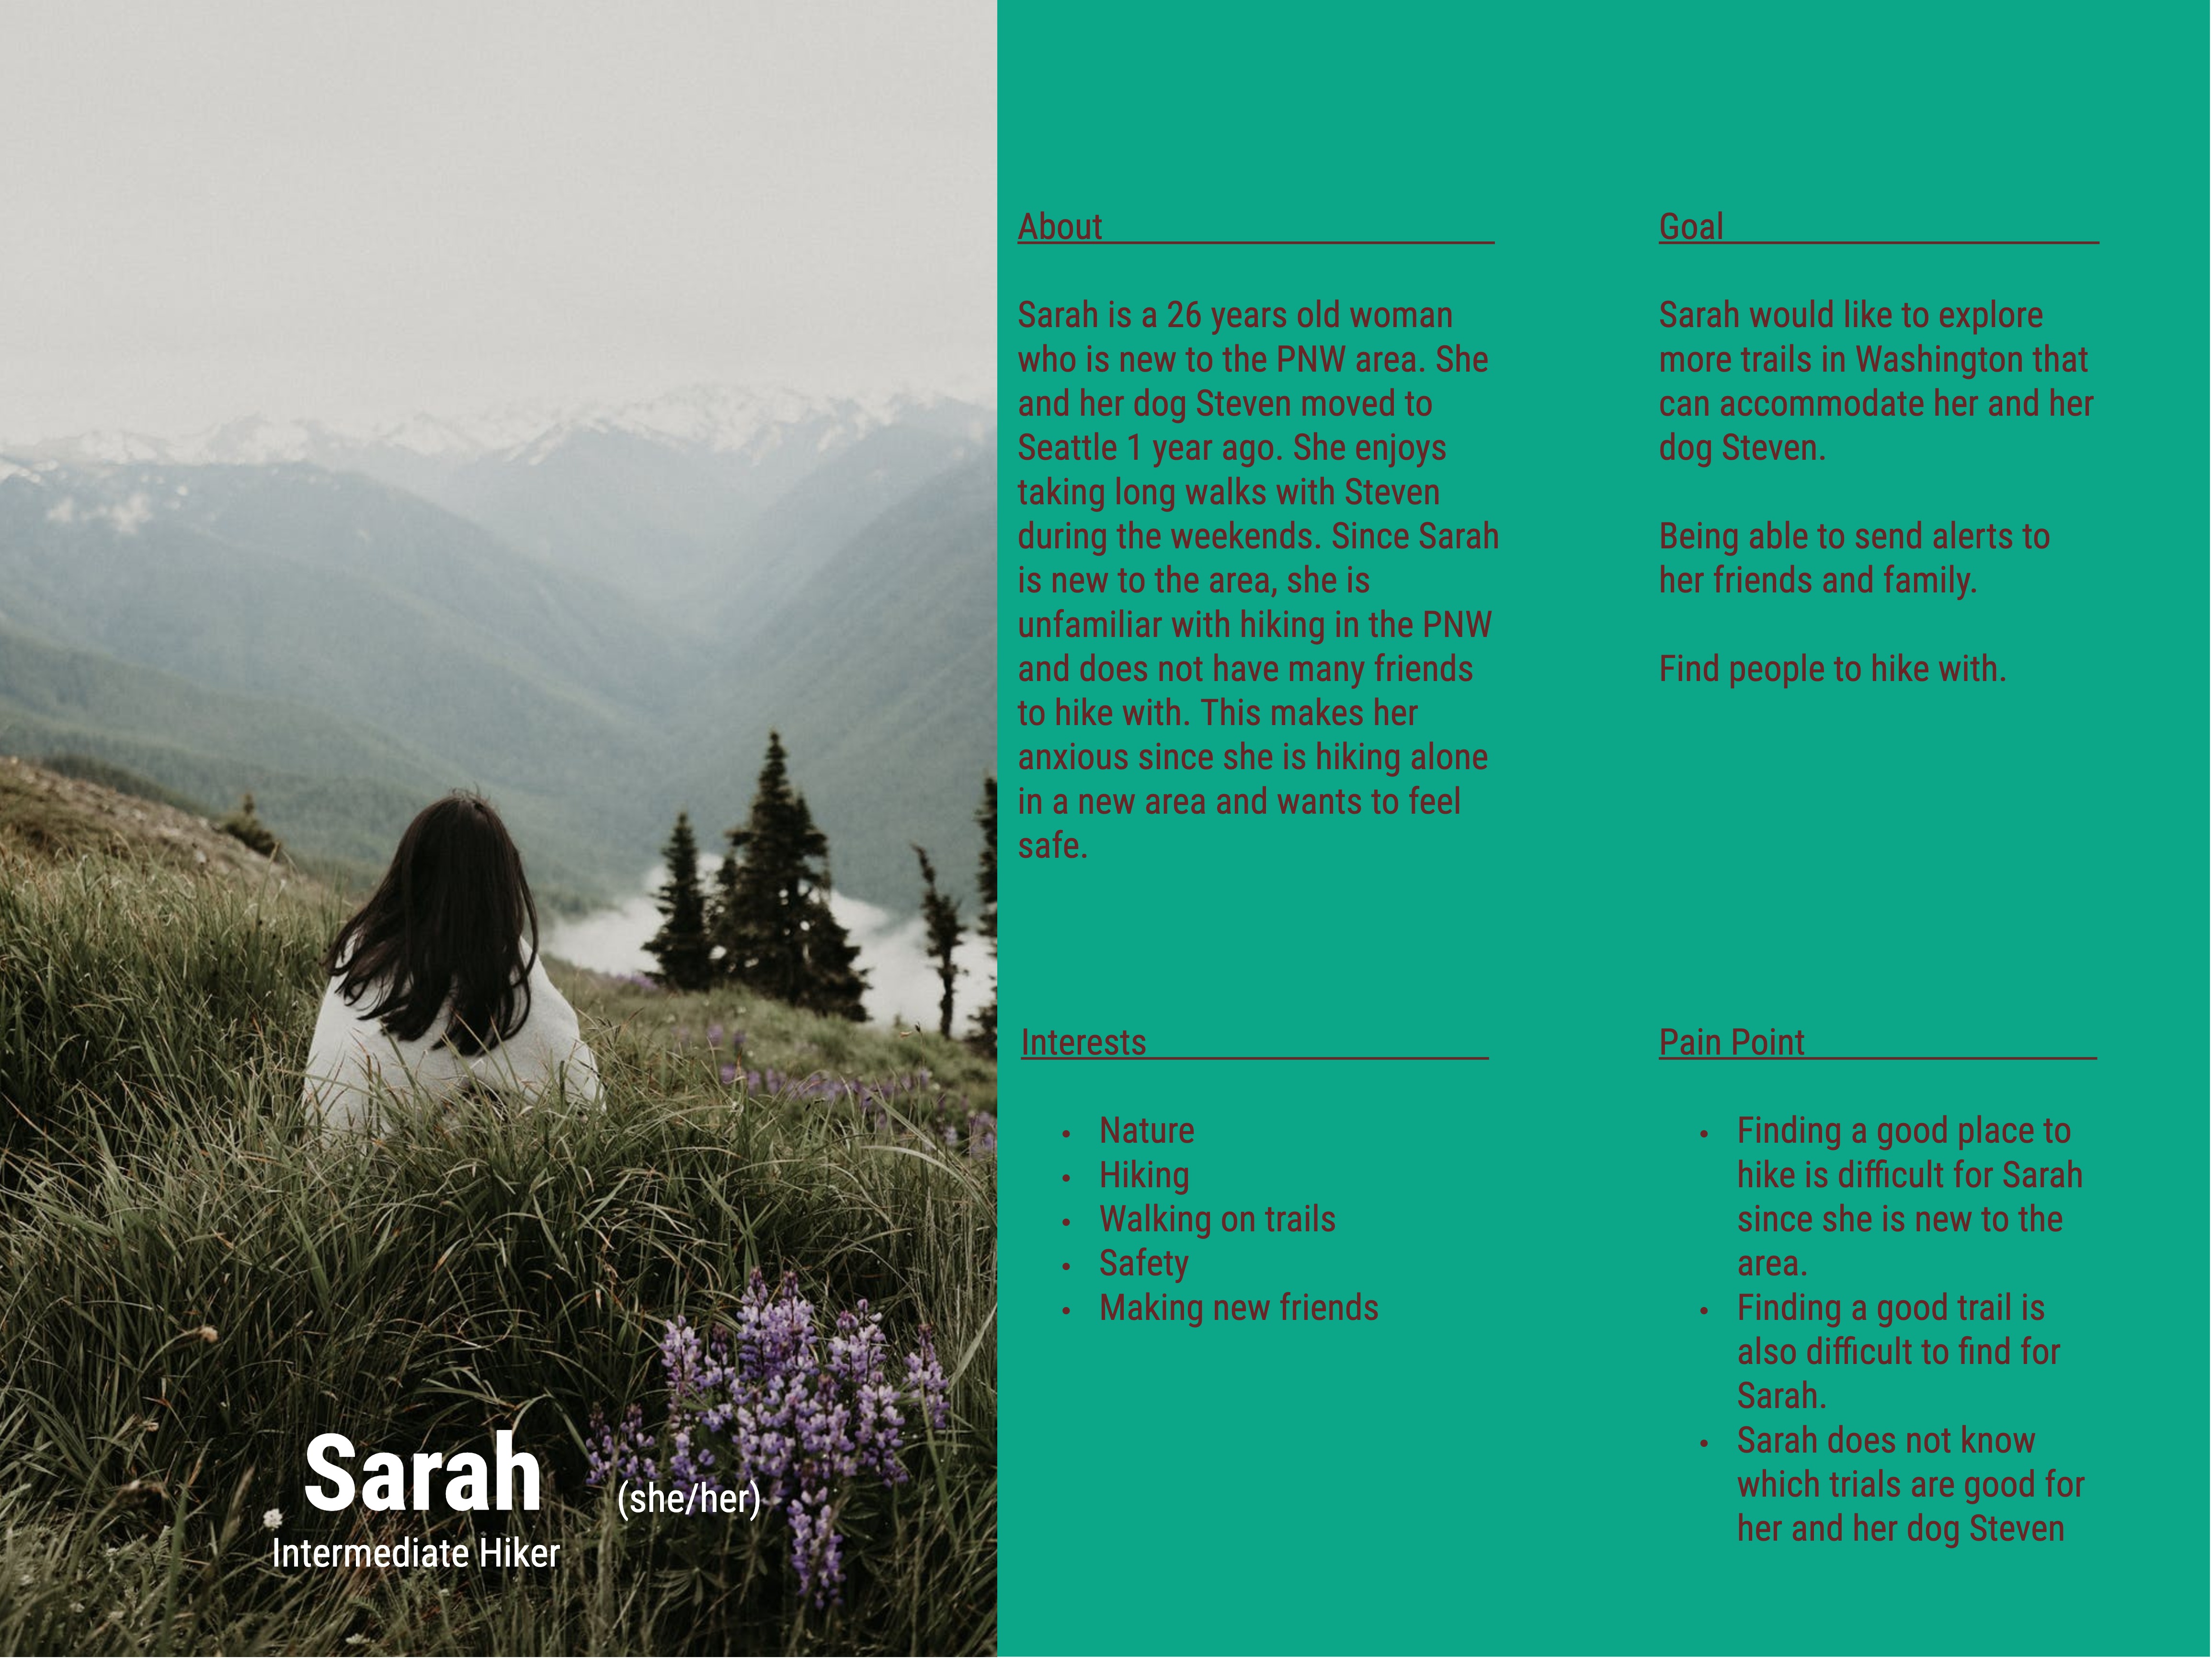 Sarah (she/her)
Intermediate Hiker
About
Sarah is a 26 years old woman
who is new to the PNW area. She
and her dog Steven moved to
Seattle 1 year ago. She enjoys
taking long walks with Steven
during the weekends. Since Sarah
is new to the area, she is
unfamiliar with hiking in the PNW
and does not have many friends
to hike with. This makes her
anxious since she is hiking alone
in a new area and wants to feel
safe.
Goal
Sarah would like to explore
more trails in Washington that
can accommodate her and her
dog Steven.
Being able to send alerts to
her friends and family.
Find people to hike with.
Interests
• Nature
• Hiking
• Walking on trails
• Safety
• Making new friends
Pain Point
• Finding a good place to
hike is difficult for Sarah
since she is new to the
area.
• Finding a good trail is
also difficult to find for
Sarah.
• Sarah does not know
which trials are good for
her and her dog Steven